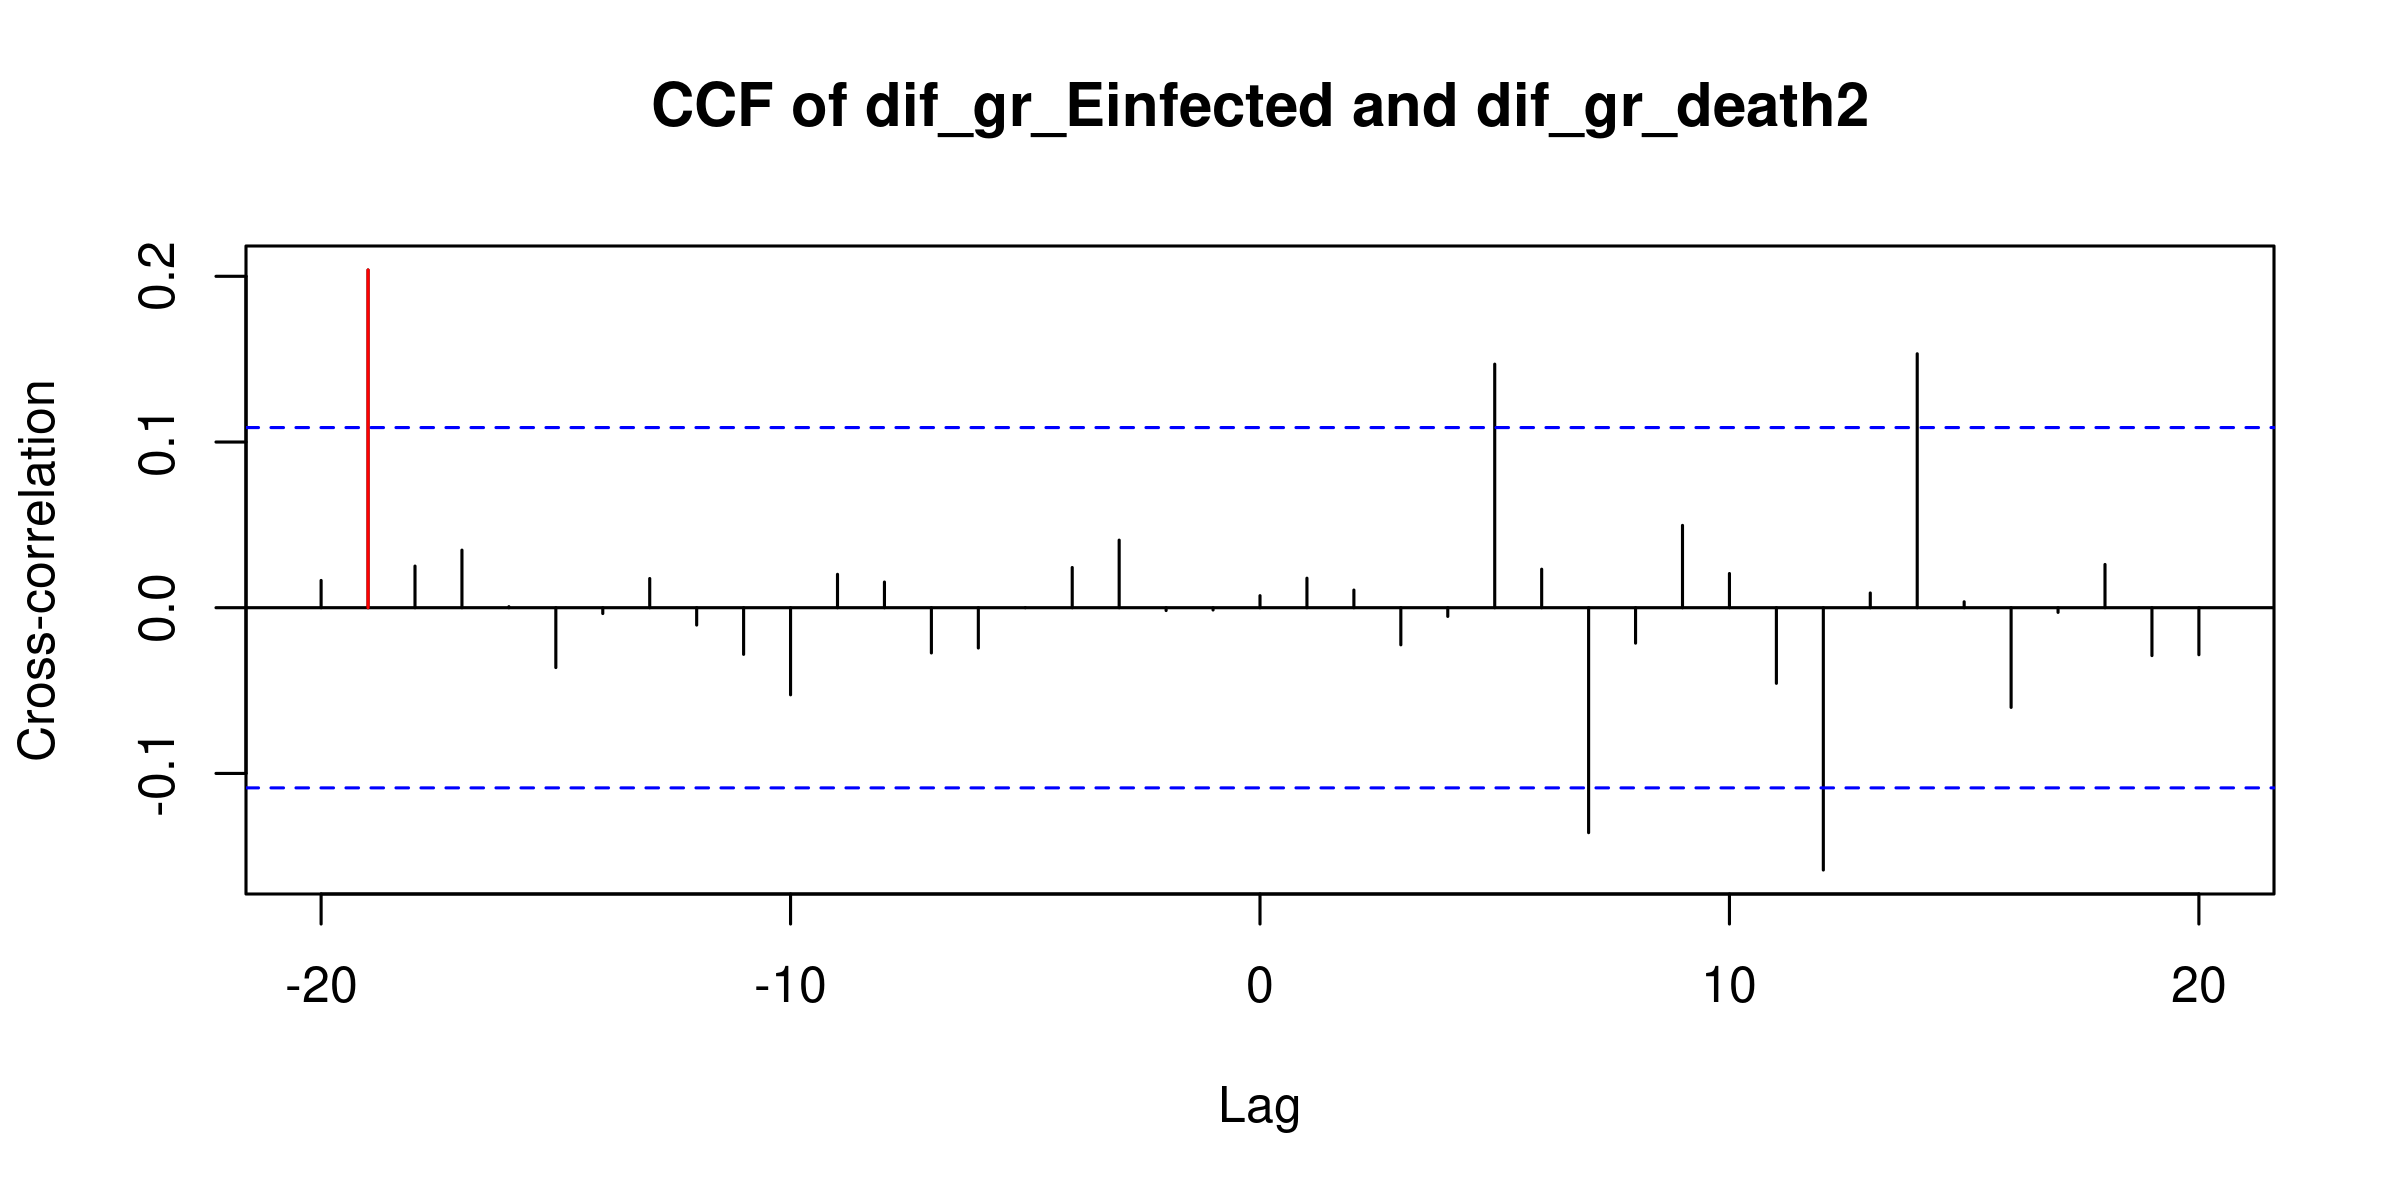 CCF of dif_gr_Einfected and dif_gr_death2
Cross-correlation
0.2
0.1
0.0
-0.1
-20 -10 0 10 20
Lag